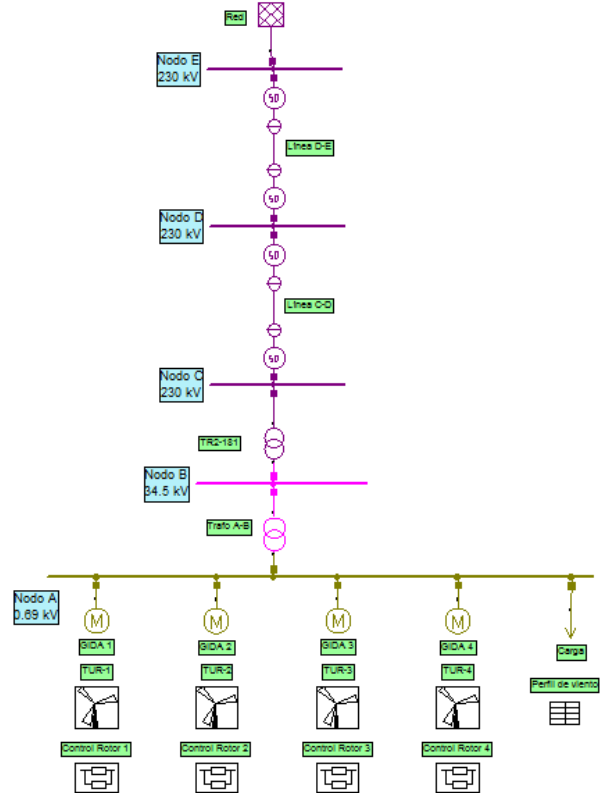 Red
Nodo E
230 kV
50
Línea D-E
50
Nodo D
230 kV
50
Línea C-D
50
Nodo C
230 kV
TR2-181
Nodo B
34.5 kV
Trafo A-B
Nodo A
0.69 kV
M M M M
GIDA 1 GIDA 2 GIDA 3 GIDA 4 Carga
TUR-1 TUR-2 TUR-3 TUR-4
Perfil de viento
Control Rotor 1 Control Rotor 2 Control Rotor 3 Control Rotor 4